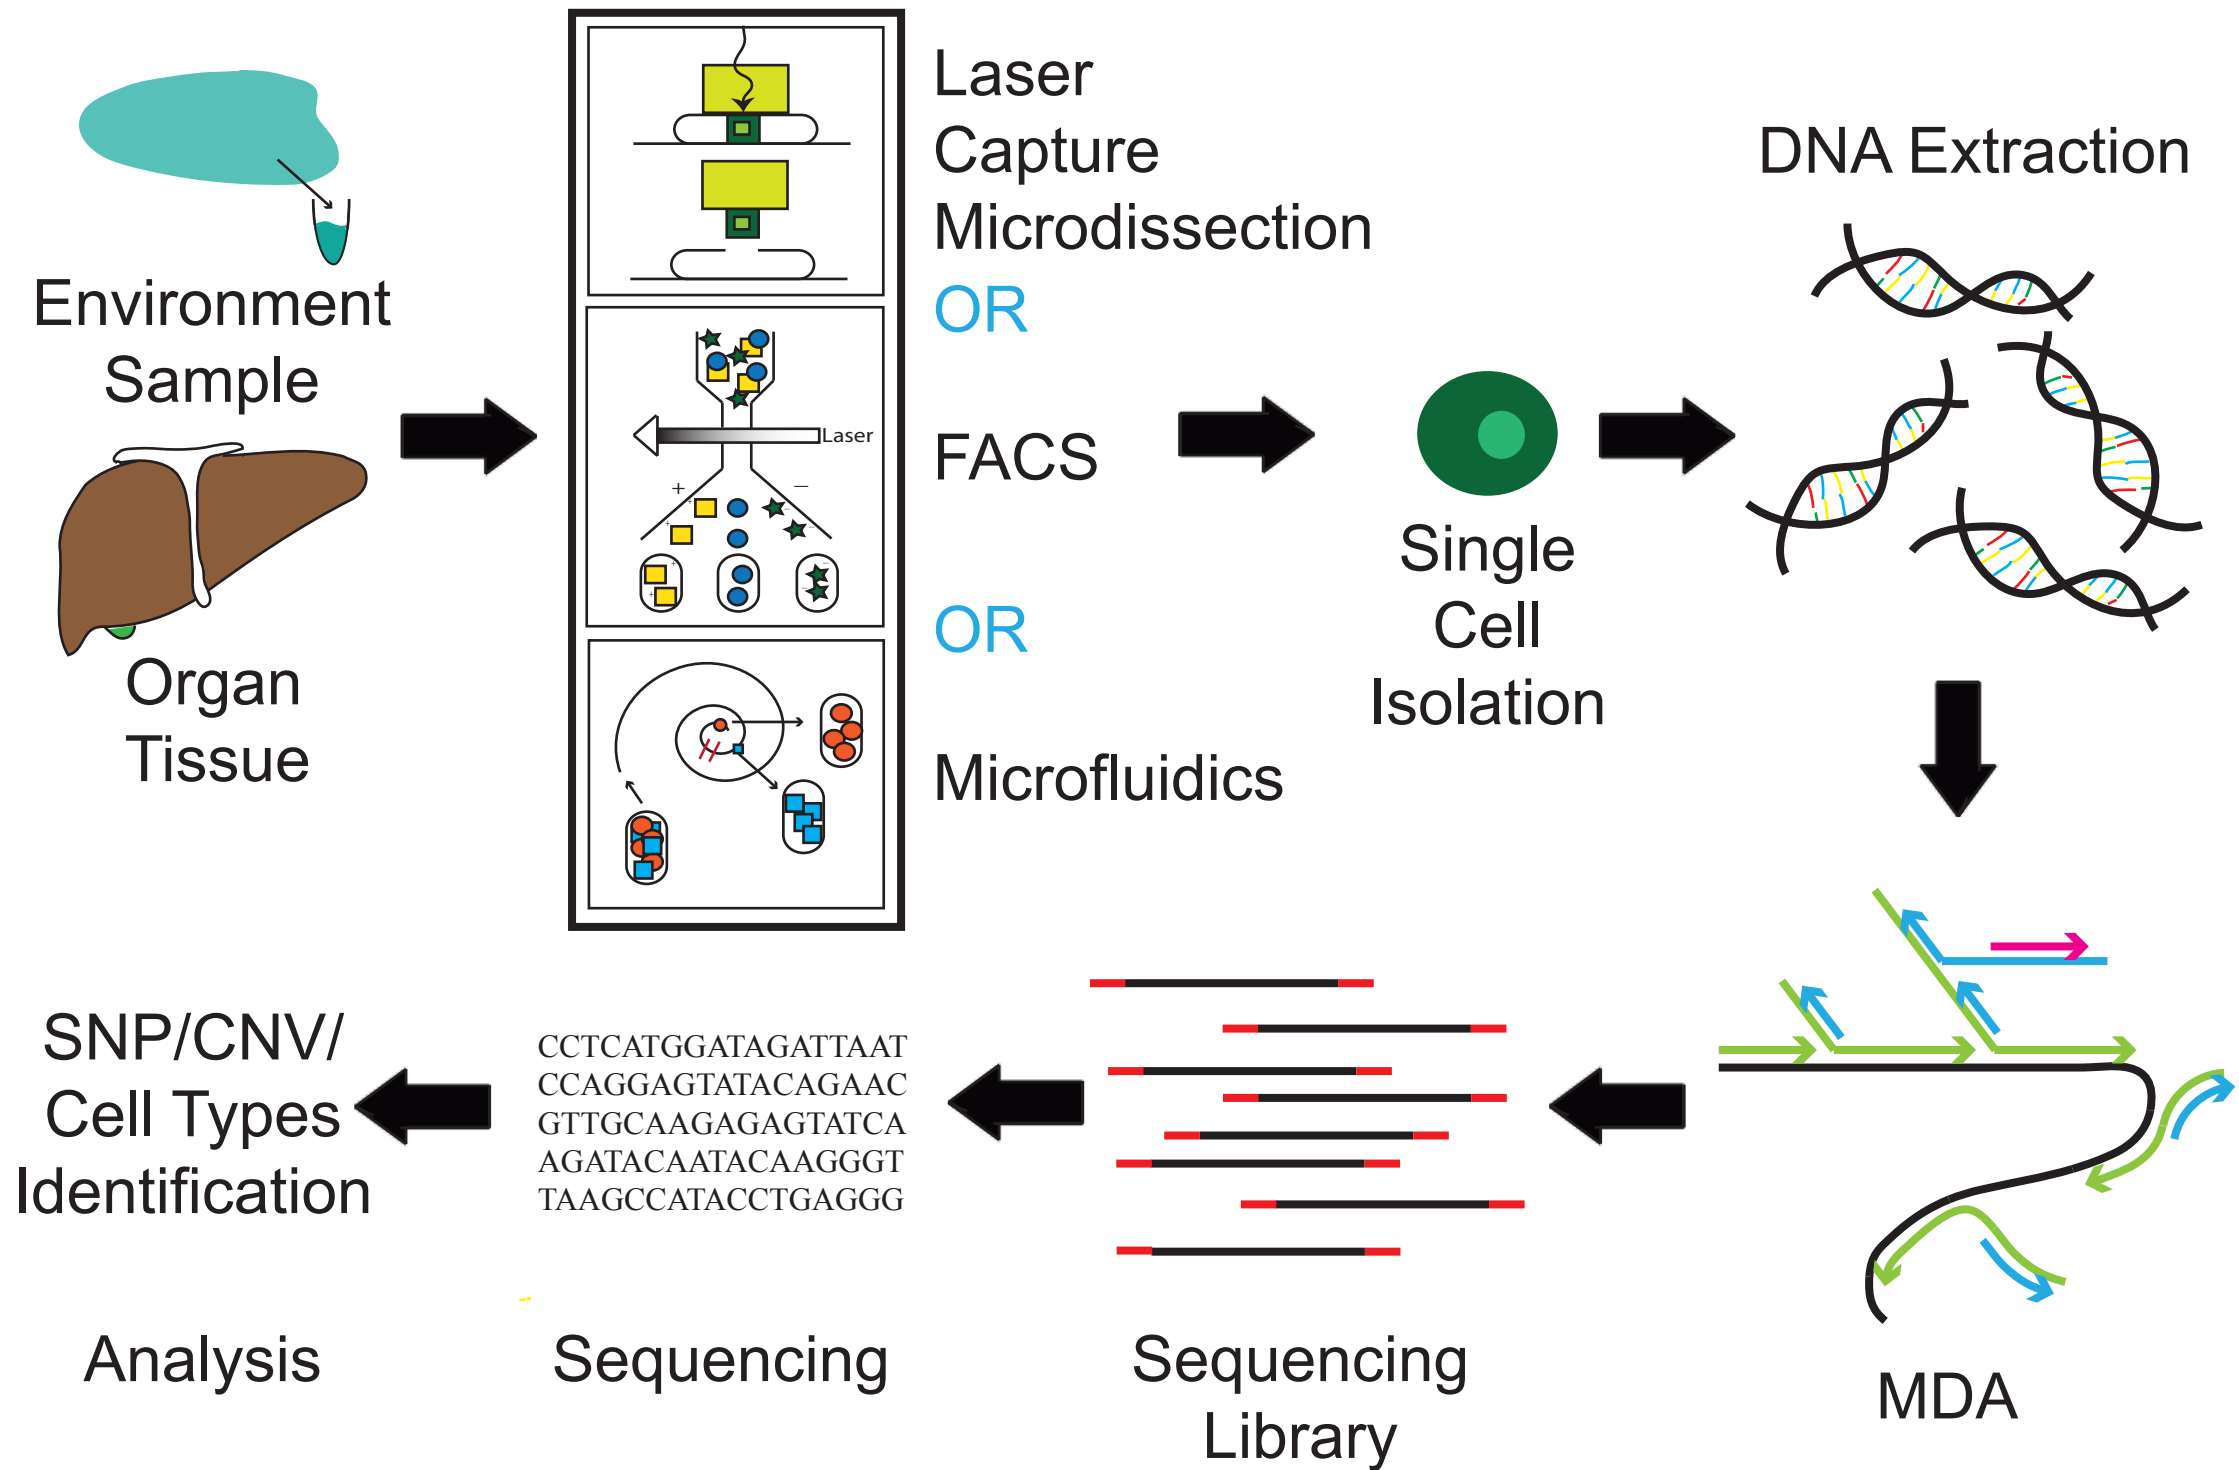 Environment
Sample
Organ
Tissue
Laser
Capture
Microdissection
OR
FACS
OR
Microfluidics
Laser
+
–
Single
Cell
Isolation
DNA Extraction
MDA
Sequencing
Library
CCTCATGGATAGATTAAT
CCAGGAGTATACAGAAC
GTTGCAAGAGAGTATCA
AGATACAATACAAGGGT
TAAGCCATACCTGAGGG
Sequencing
SNP/CNV/
Cell Types
Identification
Analysis